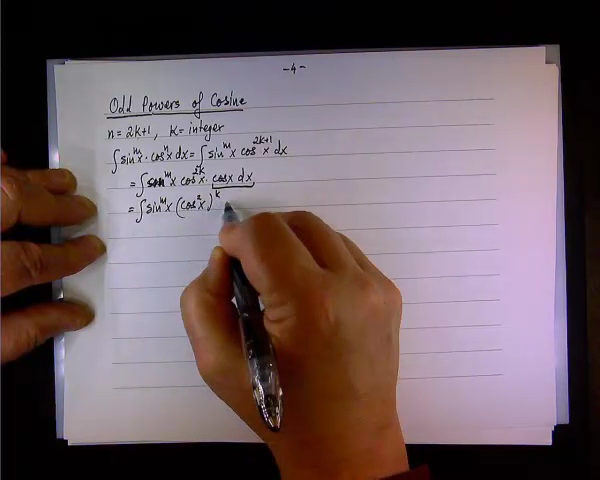 -4-
Odd Powers of Cosine
n = 2k+1, k = integer
∫ sin^m x · cos^n x dx = ∫ sin^m x cos^{2k+1} x dx
= ∫ sin^m x cos^{2k} x · cos x dx
= ∫ sin^m x (cos^2 x)^k